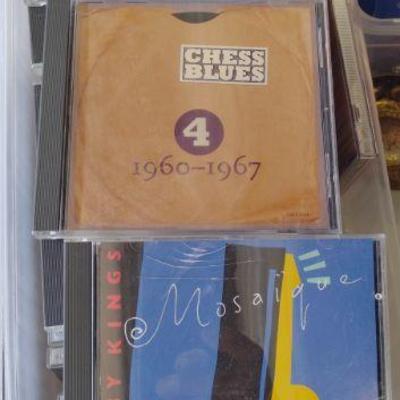 CHESS
BLUES
4
1960–1967
Y KINGS
Mosaïque